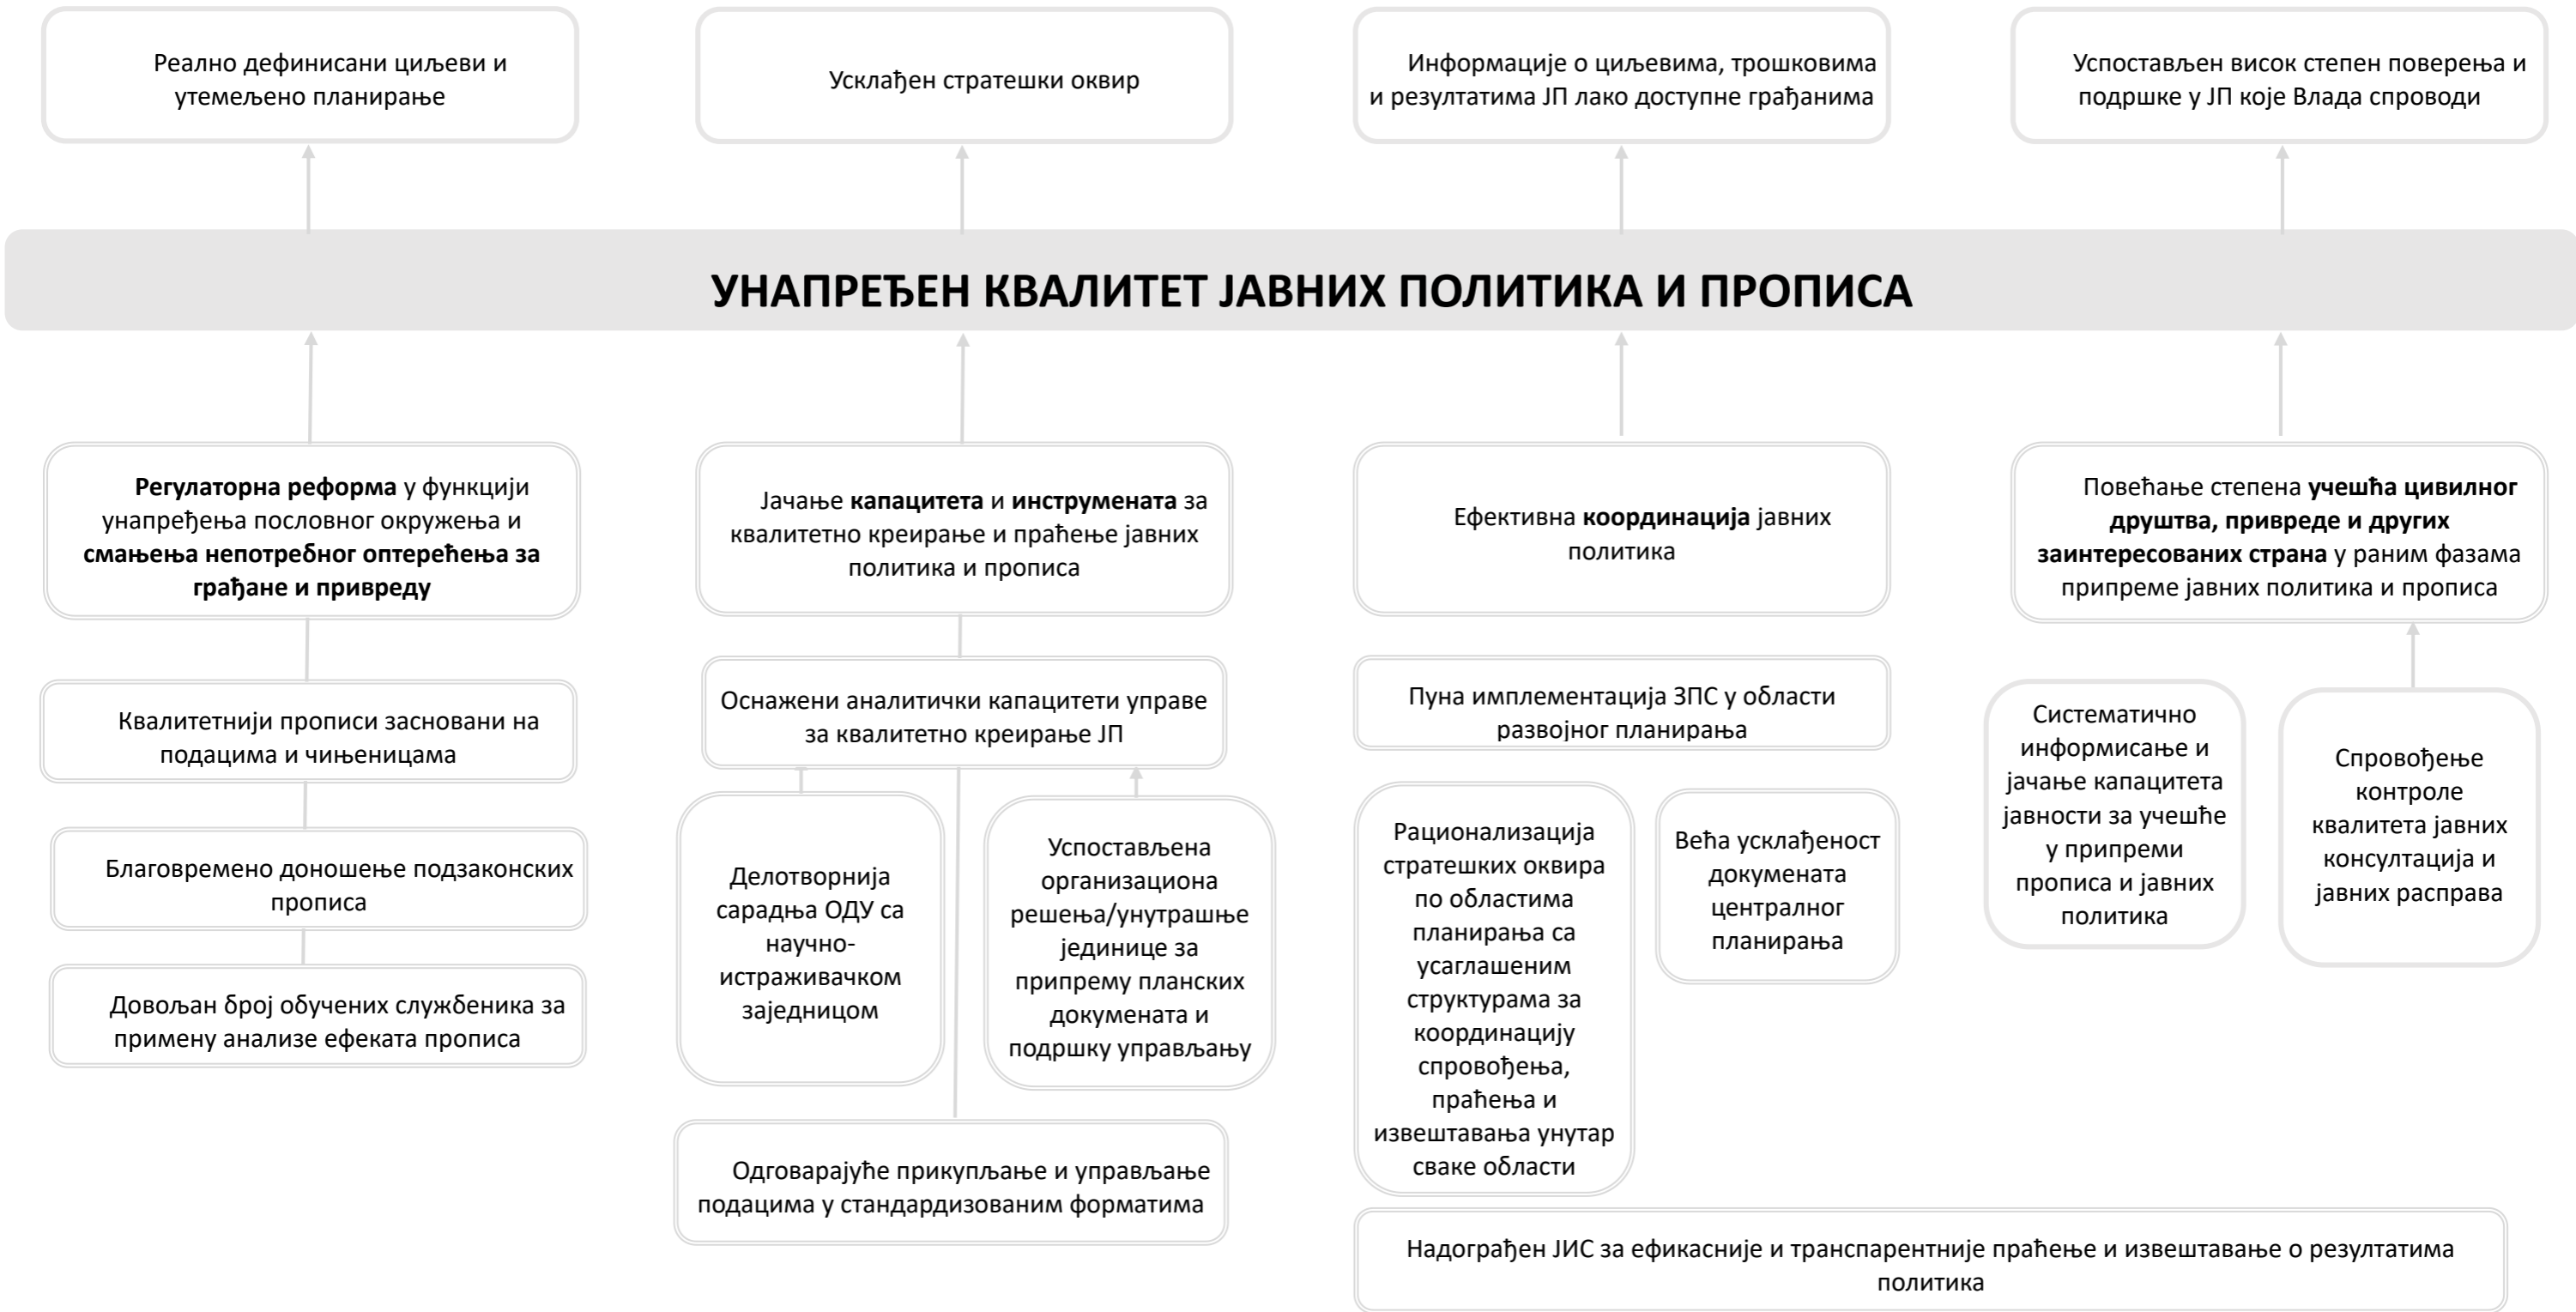 Реално дефинисани циљеви и
утемељено планирање
Усклађен стратешки оквир
Информације о циљевима, трошковима
и резултатима ЈП лако доступне грађанима
Успостављен висок степен поверења и
подршке у ЈП које Влада спроводи
УНАПРЕЂЕН КВАЛИТЕТ ЈАВНИХ ПОЛИТИКА И ПРОПИСА
Регулаторна реформа у функцији
унапређења пословног окружења и
смањења непотребног оптерећења за
грађане и привреду
Јачање капацитета и инструмената за
квалитетно креирање и праћење јавних
политика и прописа
Ефективна координација јавних
политика
Повећање степена учешћа цивилног
друштва, привреде и других
заинтересованих страна у раним фазама
припреме јавних политика и прописа
Квалитетнији прописи засновани на
подацима и чињеницама
Благовремено доношење подзаконских
прописа
Довољан број обучених службеника за
примену анализе ефеката прописа
Оснажени аналитички капацитети управе
за квалитетно креирање ЈП
Делотворнија
сарадња ОДУ са
научно-
истраживачком
заједницом
Успостављена
организациона
решења/унутрашње
јединице за
припрему планских
докумената и
подршку управљању
Одговарајуће прикупљање и управљање
подацима у стандардизованим форматима
Пуна имплементација ЗПС у области
развојног планирања
Рационализација
стратешких оквира
по областима
планирања са
усаглашеним
структурама за
координацију
спровођења,
праћења и
извештавања унутар
сваке области
Већа усклађеност
докумената
централног
планирања
Систематично
информисање и
јачање капацитета
јавности за учешће
у припреми
прописа и јавних
политика
Спровођење
контроле
квалитета јавних
консултација и
јавних расправа
Надограђен ЈИС за ефикасније и транспарентније праћење и извештавање о резултатима
политика